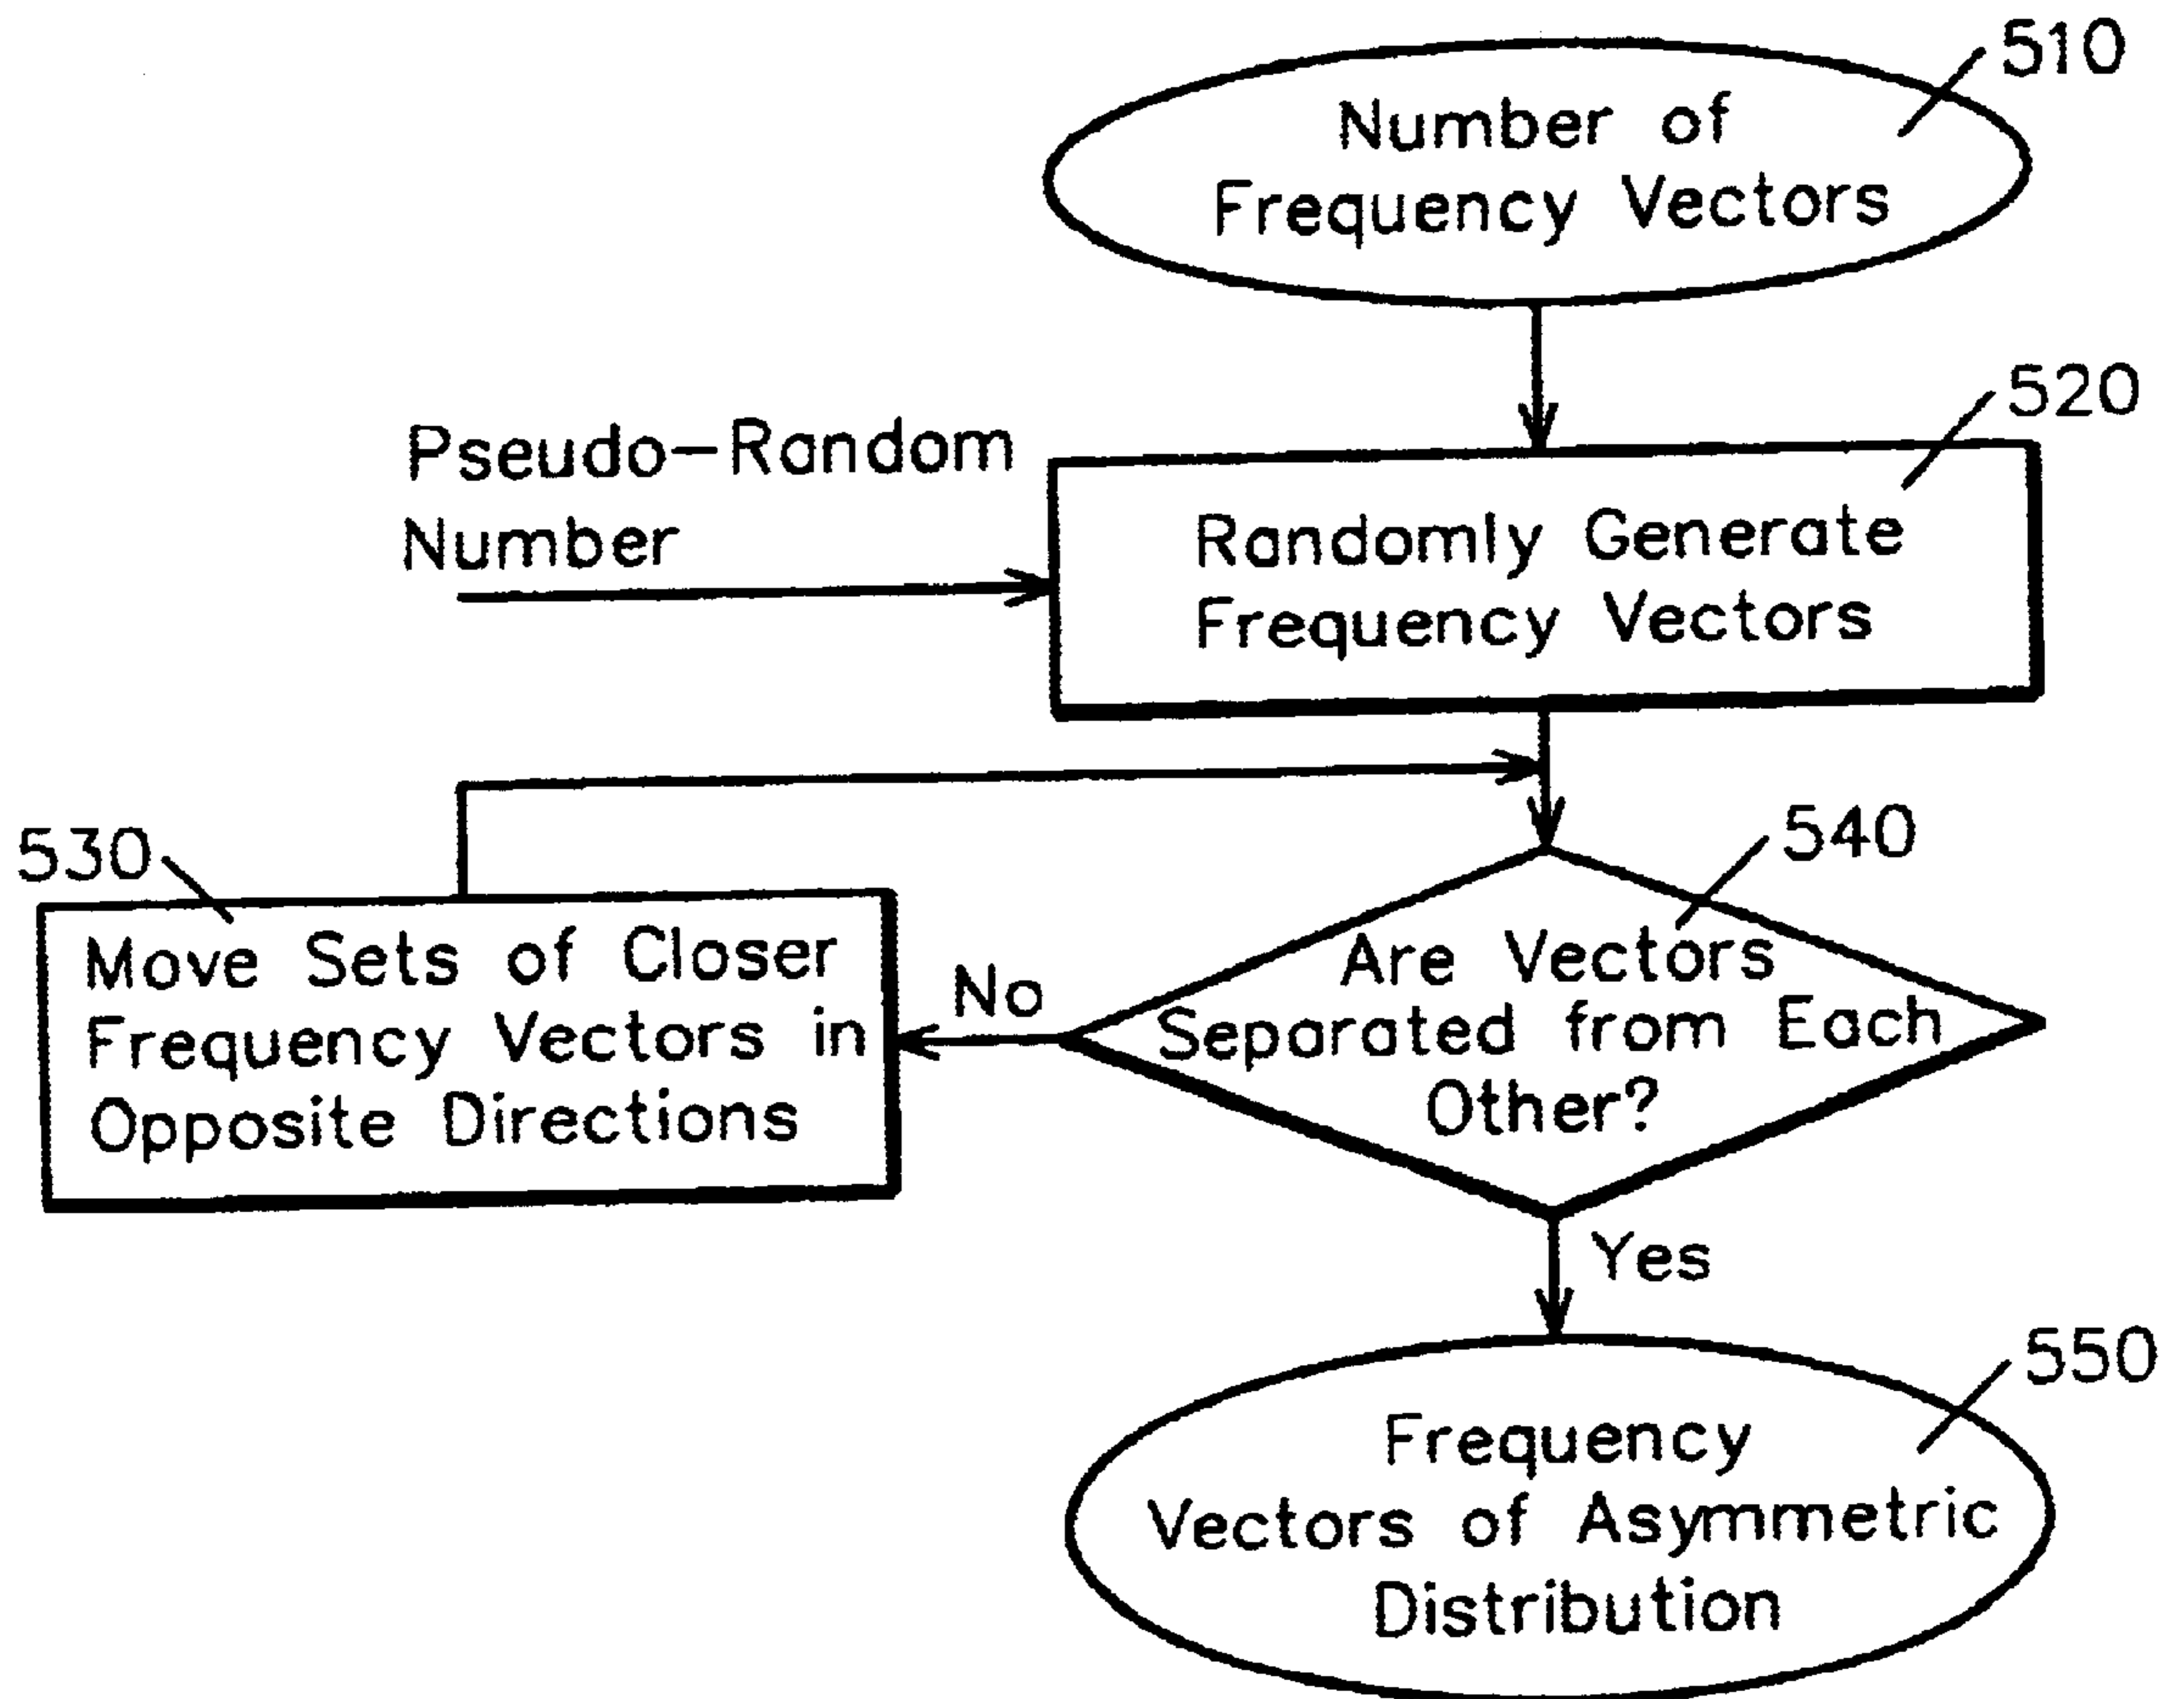 510
Number of
Frequency Vectors
520
Pseudo-Random
Number
Randomly Generate
Frequency Vectors
530
Move Sets of Closer
Frequency Vectors in
Opposite Directions
No
540
Are Vectors
Separated from Each
Other?
Yes
550
Frequency
Vectors of Asymmetric
Distribution